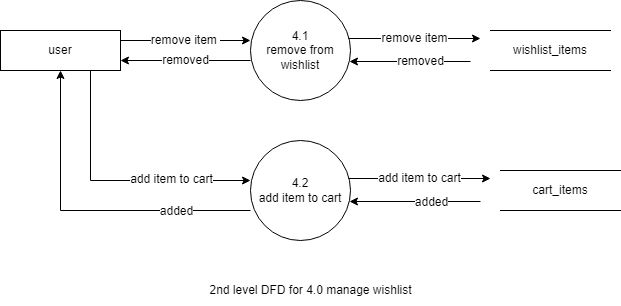 user
remove item
removed
4.1
remove from
wishlist
remove item
removed
wishlist_items
add item to cart
added
4.2
add item to cart
add item to cart
added
cart_items
2nd level DFD for 4.0 manage wishlist